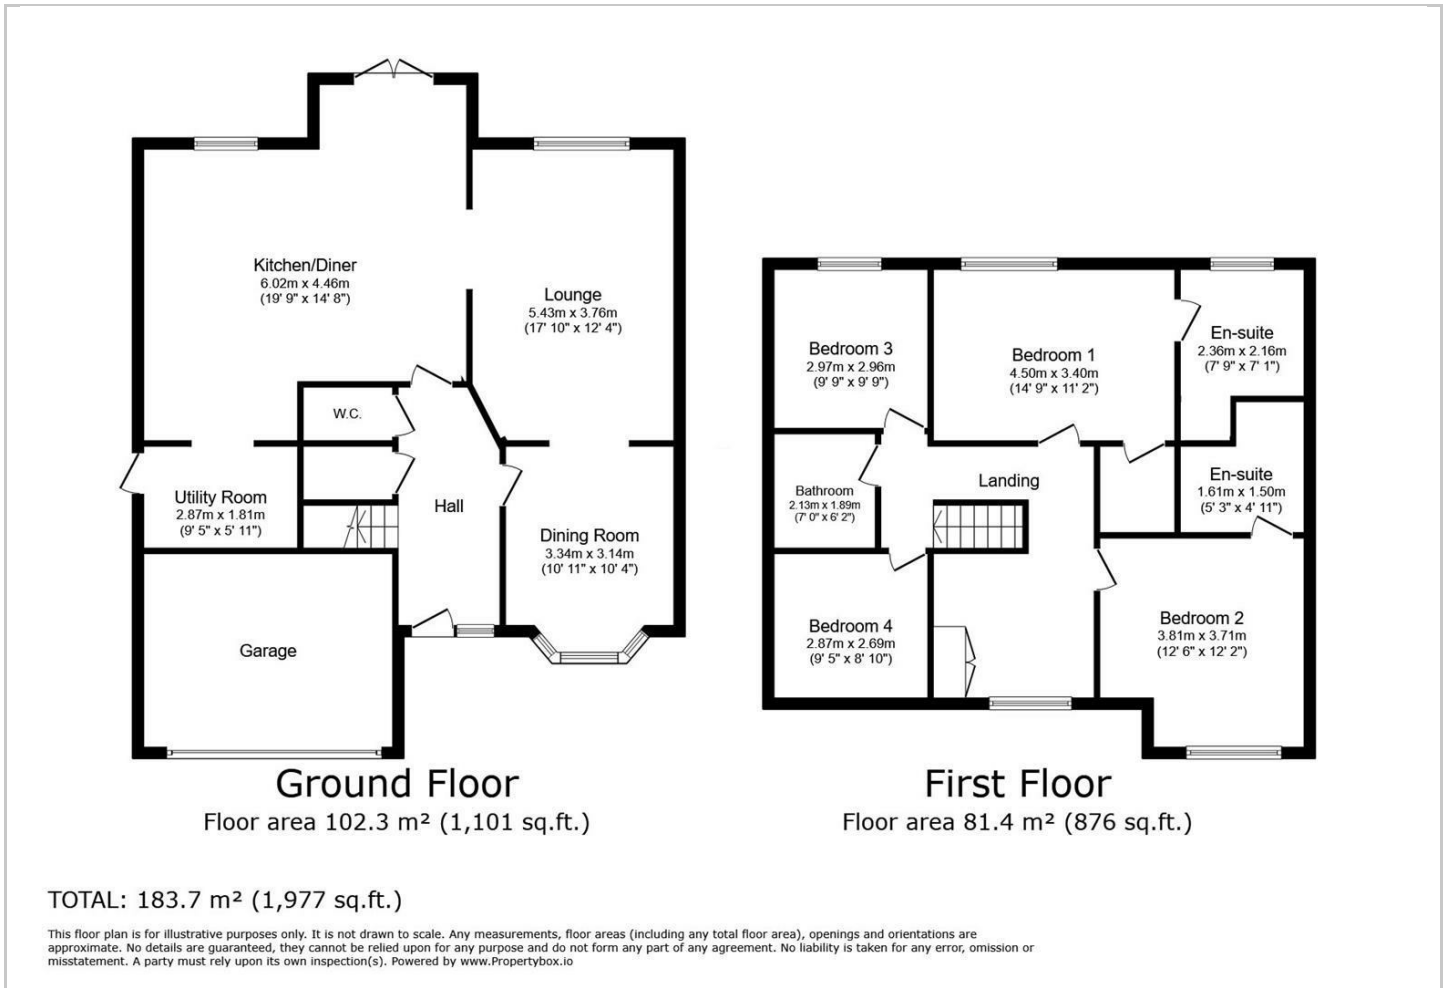 Kitchen/Diner
6.02m x 4.46m
(19' 9" x 14' 8")
Lounge
5.43m x 3.76m
(17' 10" x 12' 4")
W.C.
Utility Room
2.87m x 1.81m
(9' 5" x 5' 11")
Hall
Dining Room
3.34m x 3.14m
(10' 11" x 10' 4")
Garage
Ground Floor
Floor area 102.3 m² (1,101 sq.ft.)
Bedroom 3
2.97m x 2.96m
(9' 9" x 9' 9")
Bedroom 1
4.50m x 3.40m
(14' 9" x 11' 2")
En-suite
2.36m x 2.16m
(7' 9" x 7' 1")
Bathroom
2.13m x 1.89m
(7' 0" x 6' 2")
Landing
En-suite
1.61m x 1.50m
(5' 3" x 4' 11")
Bedroom 4
2.87m x 2.69m
(9' 5" x 8' 10")
Bedroom 2
3.81m x 3.71m
(12' 6" x 12' 2")
First Floor
Floor area 81.4 m² (876 sq.ft.)
TOTAL: 183.7 m² (1,977 sq.ft.)
This floor plan is for illustrative purposes only. It is not drawn to scale. Any measurements, floor areas (including any total floor area), openings and orientations are
approximate. No details are guaranteed, they cannot be relied upon for any purpose and do not form any part of any agreement. No liability is taken for any error, omission or
misstatement. A party must rely upon its own inspection(s). Powered by www.Propertybox.io